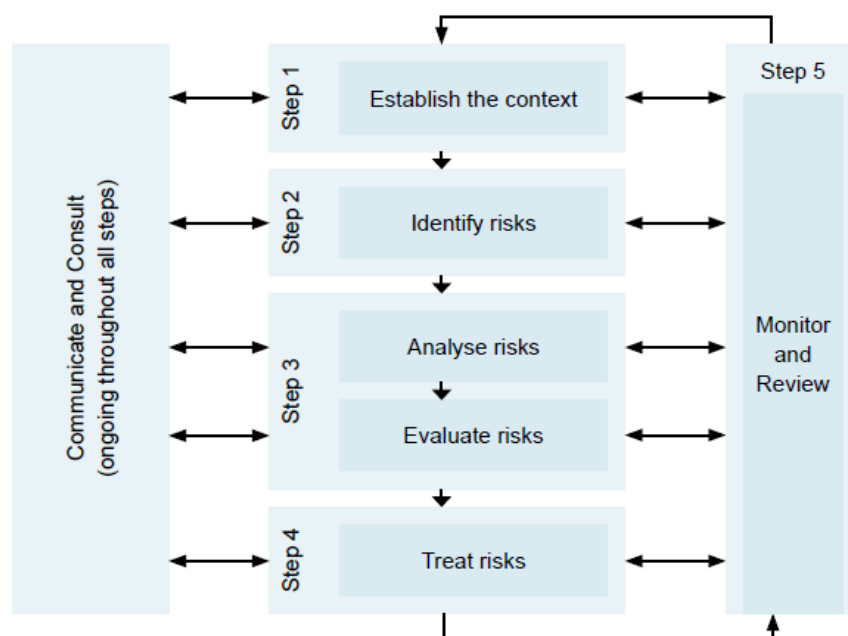 Communicate and Consult
(ongoing throughout all steps)
Step 1
Establish the context
Step 2
Identify risks
Step 3
Analyse risks
Evaluate risks
Step 4
Treat risks
Step 5
Monitor
and
Review